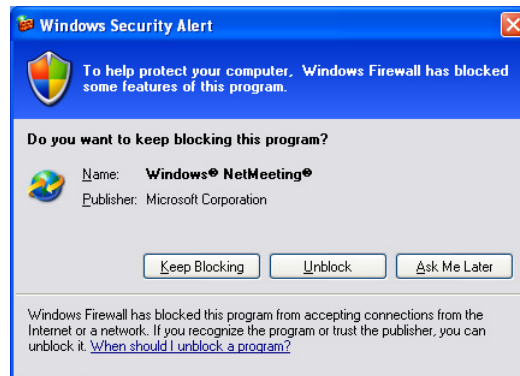 Windows Security Alert
To help protect your computer, Windows Firewall has blocked
some features of this program.
Do you want to keep blocking this program?
Name: Windows® NetMeeting®
Publisher: Microsoft Corporation
Keep Blocking Unblock Ask Me Later
Windows Firewall has blocked this program from accepting connections from the
Internet or a network. If you recognize the program or trust the publisher, you can
unblock it. When should I unblock a program?